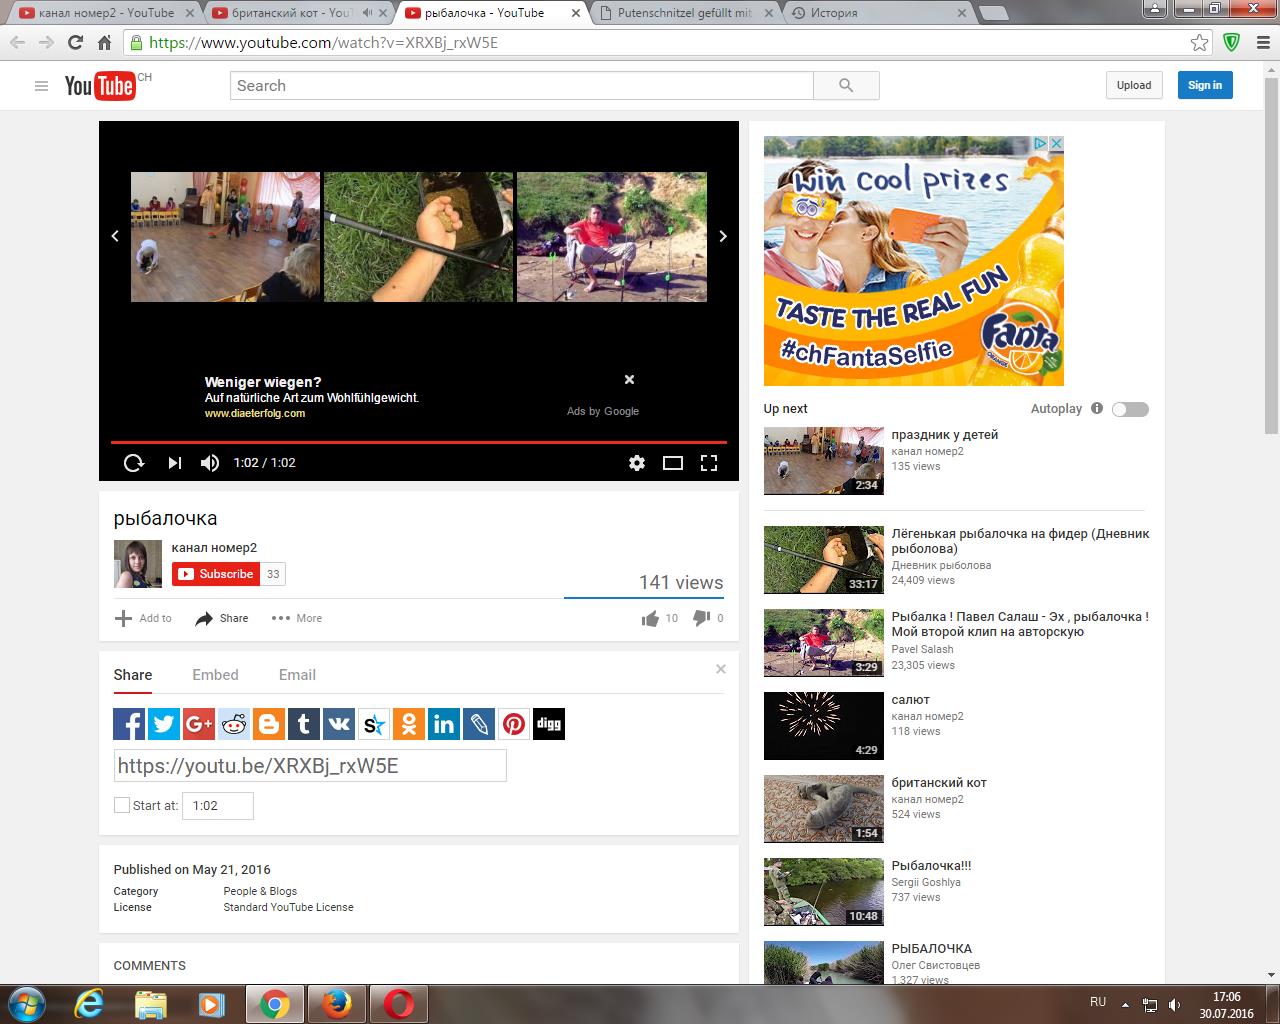 канал номер2 - YouTube
британский кот - YouT
рыбалочка - YouTube
Putenschnitzel gefüllt mit
История
https://www.youtube.com/watch?v=XRXBj_rxW5E
YouTube CH
Search
Upload
Sign in
Weniger wiegen?
Auf natürliche Art zum Wohlfühlgewicht.
www.diaeterfolg.com
Ads by Google
1:02 / 1:02
рыбалочка
канал номер2
Subscribe 33
141 views
Add to
Share
More
10
0
Share
Embed
Email
digg
https://youtu.be/XRXBj_rxW5E
Start at: 1:02
Published on May 21, 2016
Category People & Blogs
License Standard YouTube License
COMMENTS
win cool prizes
TASTE THE REAL FUN
#chFantaSelfie
Fanta
ORANGE
Up next
Autoplay
праздник у детей
канал номер2
135 views
2:34
Лёгенькая рыбалочка на фидер (Дневник
рыболова)
Дневник рыболова
24,409 views
33:17
Рыбалка ! Павел Салаш - Эх , рыбалочка !
Мой второй клип на авторскую
Pavel Salash
23,305 views
3:29
салют
канал номер2
118 views
4:29
британский кот
канал номер2
524 views
1:54
Рыбалочка!!!
Sergii Goshlya
737 views
10:48
РЫБАЛОЧКА
Олег Свистовцев
1,327 views
RU
17:06
30.07.2016